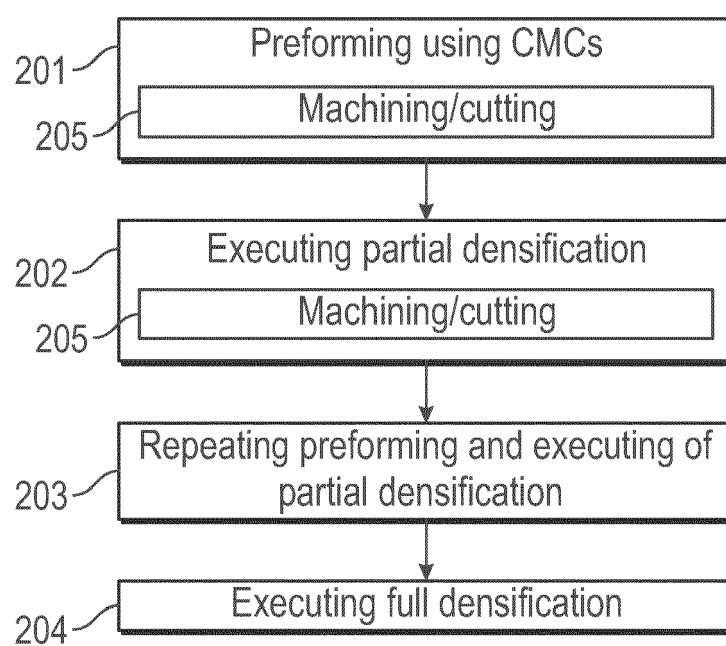 201
Preforming using CMCs
205
Machining/cutting
202
Executing partial densification
205
Machining/cutting
203
Repeating preforming and executing of
partial densification
204
Executing full densification